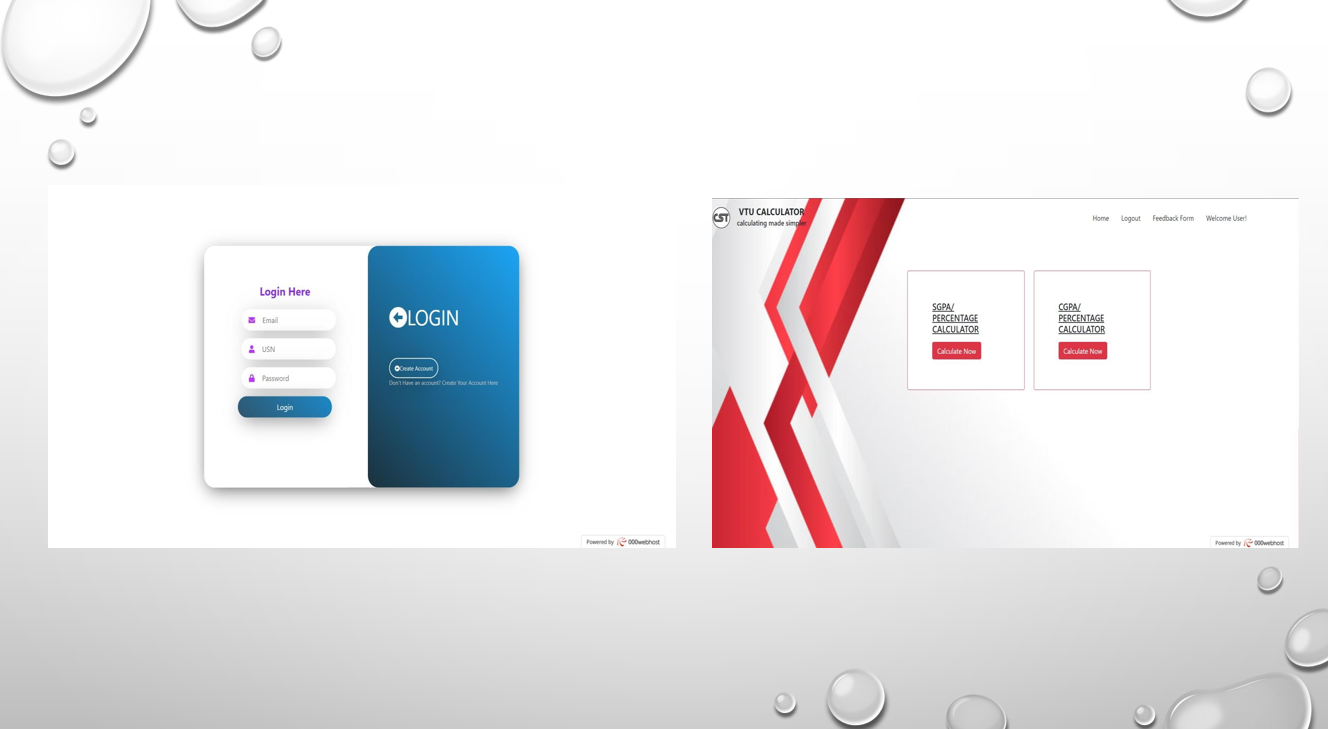 Login Here
Email
USN
Password
Login
LOGIN
Create Account
Don't Have an account? Create Your Account Here
Powered by 000webhost
CST
VTU CALCULATOR
calculating made simpler
Home Logout Feedback Form Welcome User!
SGPA/
PERCENTAGE
CALCULATOR
Calculate Now
CGPA/
PERCENTAGE
CALCULATOR
Calculate Now
Powered by 000webhost